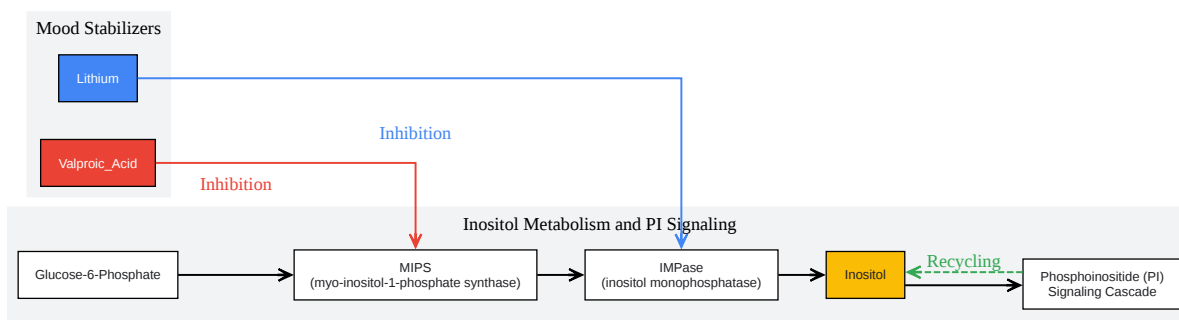 Mood Stabilizers
Lithium
Inhibition
Valproic_Acid
Inhibition
Inositol Metabolism and PI Signaling
Glucose-6-Phosphate
MIPS
(myo-inositol-1-phosphate synthase)
IMPase
(inositol monophosphatase)
Inositol
Recycling
Phosphoinositide (PI)
Signaling Cascade